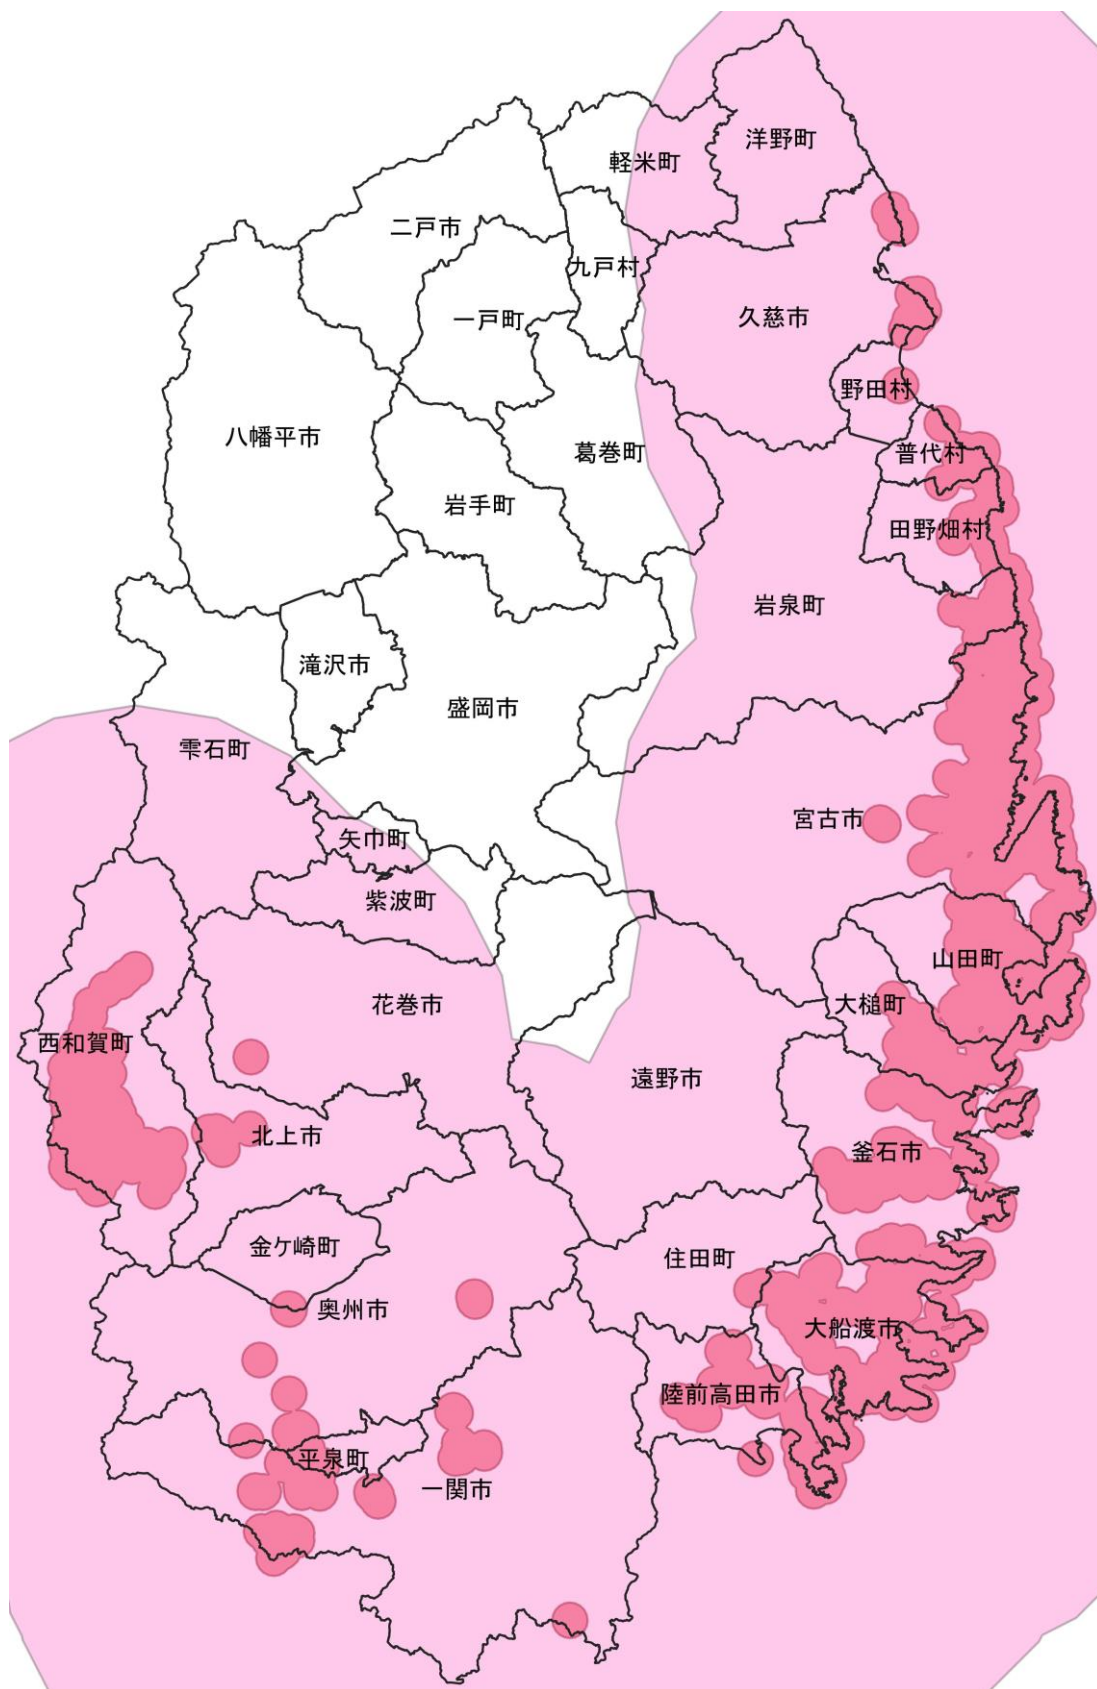 洋野町
軽米町
二戸市
九戸村
久慈市
一戸町
野田村
八幡平市
葛巻町
普代村
岩手町
田野畑村
岩泉町
滝沢市
盛岡市
雫石町
宮古市
矢巾町
紫波町
山田町
花巻市
大槌町
西和賀町
遠野市
北上市
釜石市
金ケ崎町
住田町
奥州市
大船渡市
陸前高田市
平泉町
一関市